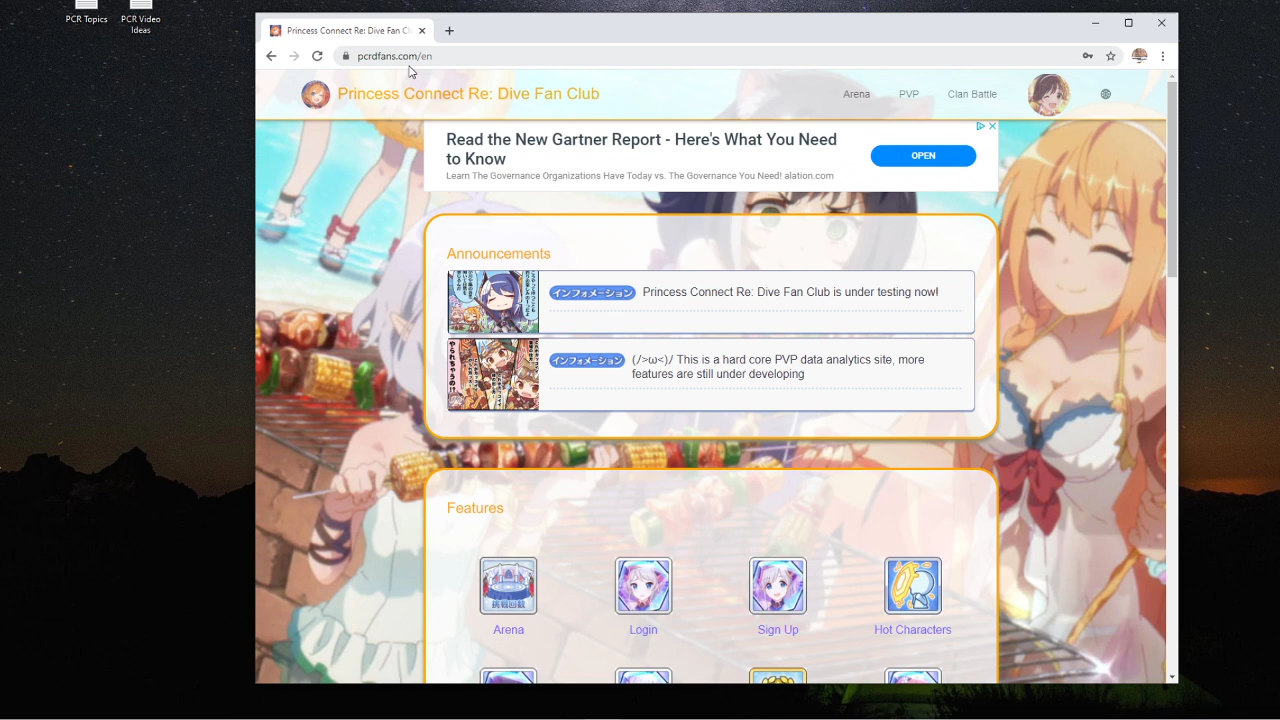 PCR Topics
PCR Video
Ideas
Princess Connect Re: Dive Fan Cl
pcrdfans.com/en
Princess Connect Re: Dive Fan Club
Arena
PVP
Clan Battle
Read the New Gartner Report - Here's What You Need
to Know
OPEN
Learn The Governance Organizations Have Today vs. The Governance You Need! alation.com
Announcements
インフォメーション Princess Connect Re: Dive Fan Club is under testing now!
インフォメーション (/>ω<)/ This is a hard core PVP data analytics site, more
features are still under developing
Features
挑戦回数
Arena
Login
Sign Up
Hot Characters